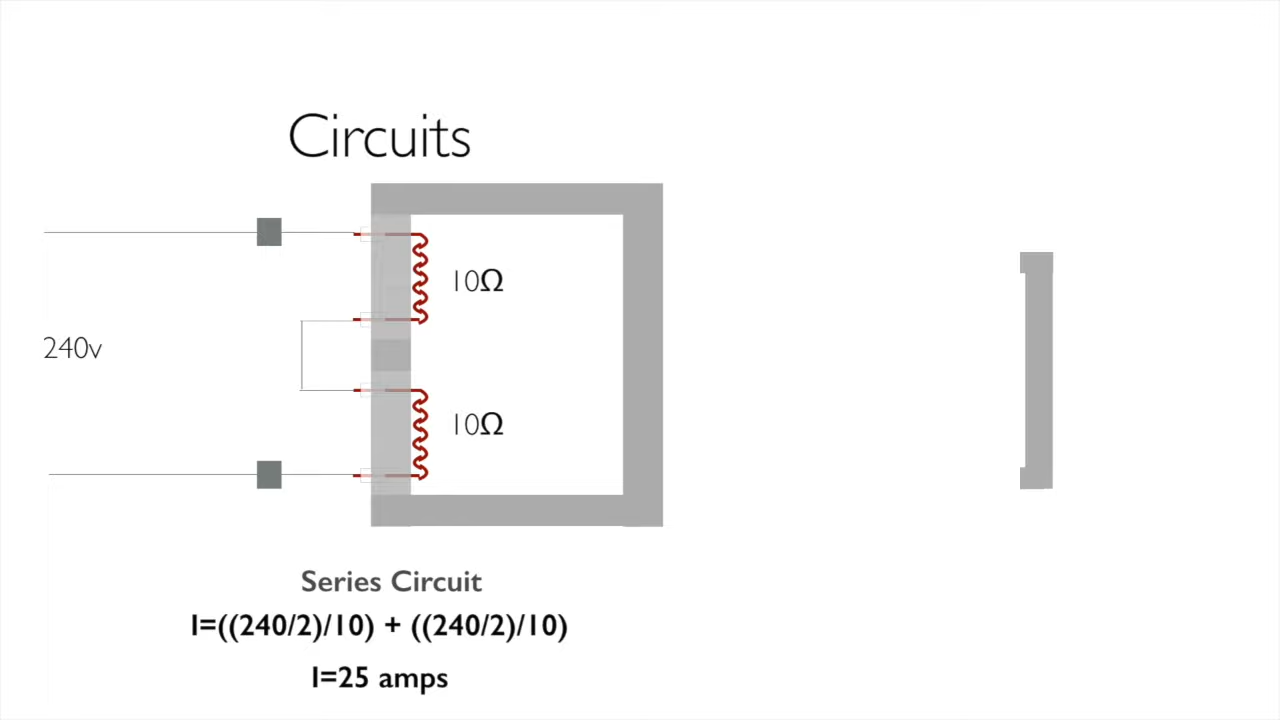 Circuits
10Ω
240v
10Ω
Series Circuit
I=((240/2)/10) + ((240/2)/10)
I=25 amps